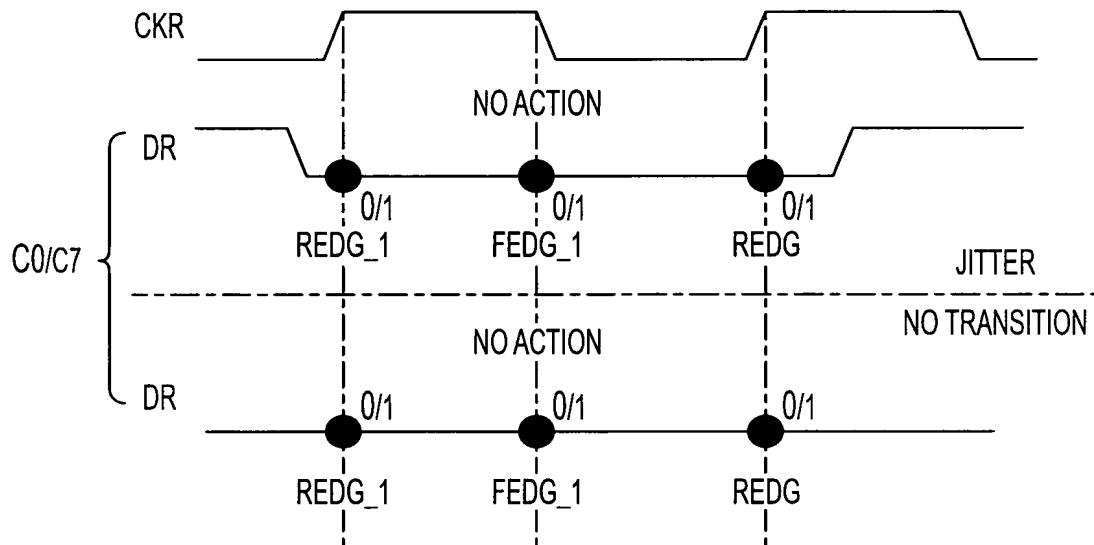 CKR
NO ACTION
DR
0/1 0/1 0/1
REDG_1 FEDG_1 REDG
C0/C7
JITTER
NO TRANSITION
NO ACTION
DR
0/1 0/1 0/1
REDG_1 FEDG_1 REDG